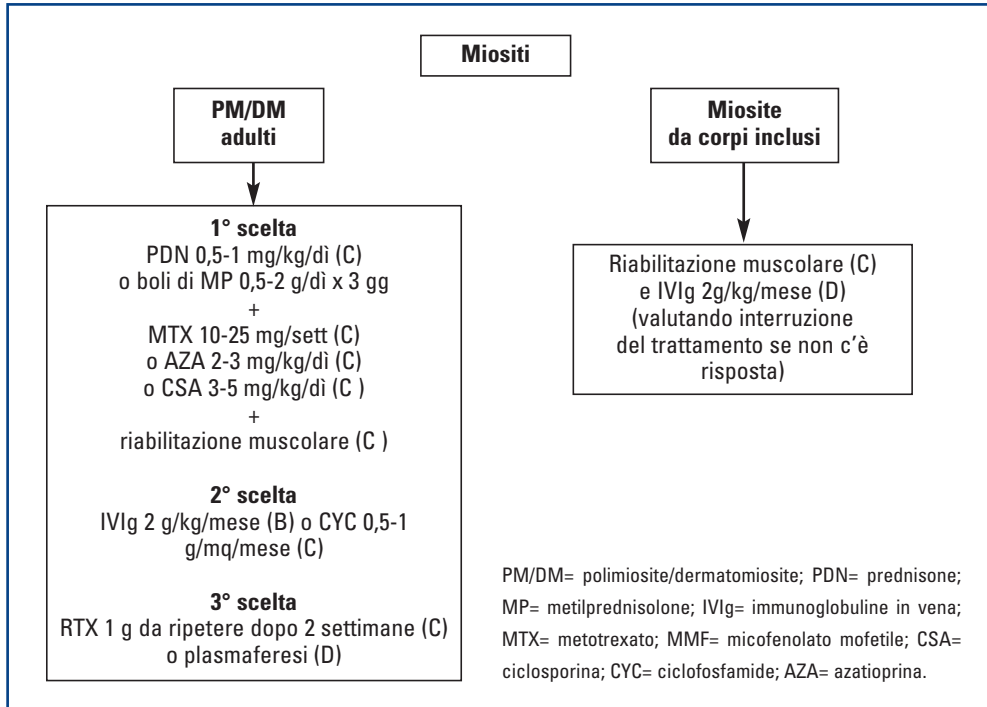 Miositi
PM/DM
adulti
1° scelta
PDN 0,5-1 mg/kg/dì (C)
o boli di MP 0,5-2 g/dì x 3 gg
+
MTX 10-25 mg/sett (C)
o AZA 2-3 mg/kg/dì (C)
o CSA 3-5 mg/kg/dì (C )
+
riabilitazione muscolare (C )
2° scelta
IVIg 2 g/kg/mese (B) o CYC 0,5-1
g/mq/mese (C)
3° scelta
RTX 1 g da ripetere dopo 2 settimane (C)
o plasmaferesi (D)
Miosite
da corpi inclusi
Riabilitazione muscolare (C)
e IVIg 2g/kg/mese (D)
(valutando interruzione
del trattamento se non c'è
risposta)
PM/DM= polimiosite/dermatomiosite; PDN= prednisone;
MP= metilprednisolone; IVIg= immunoglobuline in vena;
MTX= metotrexato; MMF= micofenolato mofetile; CSA=
ciclosporina; CYC= ciclofosfamide; AZA= azatioprina.